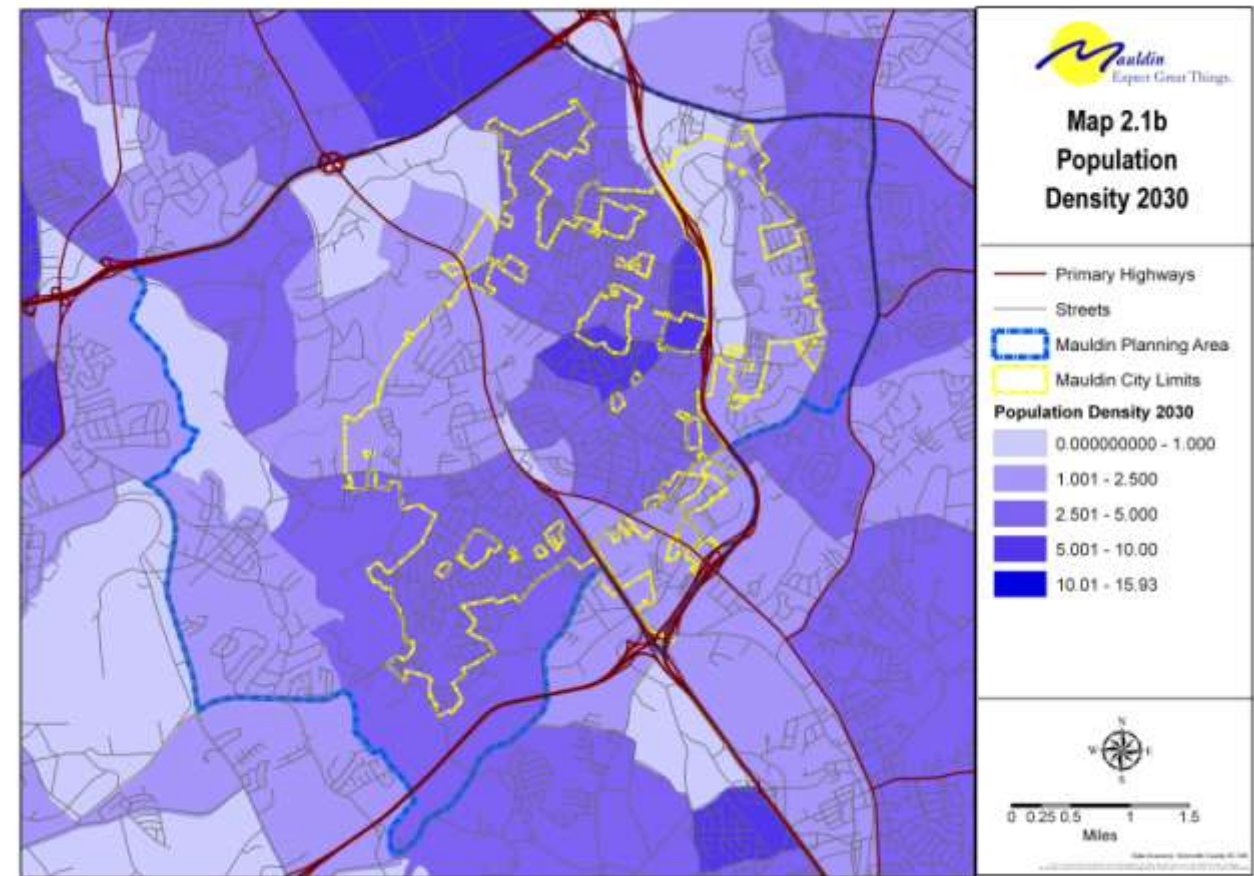 Mauldin
Expect Great Things.
Map 2.1b
Population
Density 2030
Primary Highways
Streets
Mauldin Planning Area
Mauldin City Limits
Population Density 2030
0.000000000 - 1.000
1.001 - 2.500
2.501 - 5.000
5.001 - 10.00
10.01 - 15.93
N
W E
S
0 0.25 0.5 1 1.5
Miles